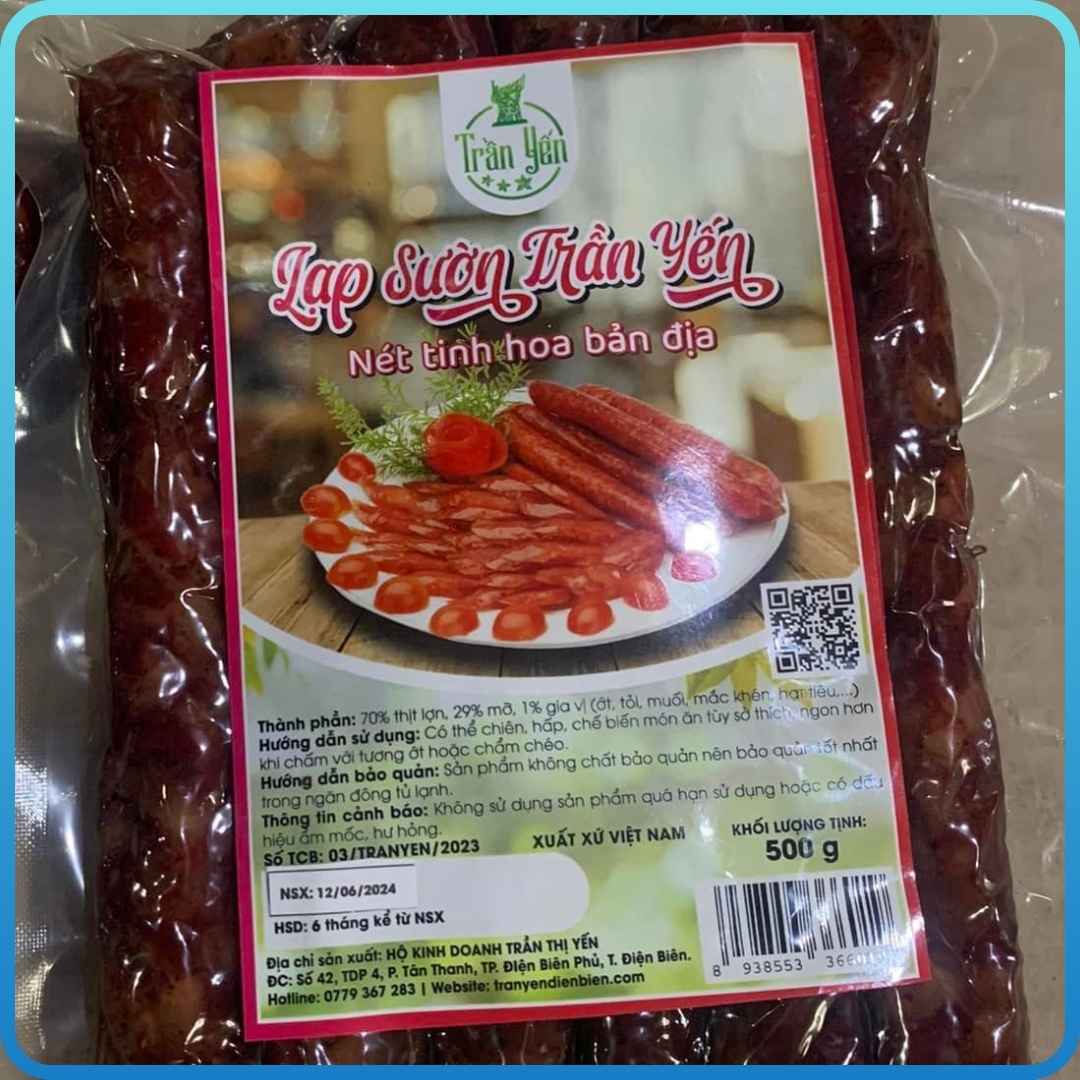 Trần Yến
Lạp Sườn Trần Yến
Nét tinh hoa bản địa
Thành phần: 70% thịt lợn, 29% mỡ, 1% gia vị (ớt, tỏi, muối, mắc khén, hạt tiêu,...)
Hướng dẫn sử dụng: Có thể chiên, hấp, chế biến món ăn tùy sở thích, ngon hơn
khi chấm với tương ớt hoặc chẩm chéo.
Hướng dẫn bảo quản: Sản phẩm không chất bảo quản nên bảo quản tốt nhất
trong ngăn đông tủ lạnh.
Thông tin cảnh báo: Không sử dụng sản phẩm quá hạn sử dụng hoặc có dấu
hiệu ẩm mốc, hư hỏng.
Số TCB: 03/TRANYEN/2023
XUẤT XỨ VIỆT NAM
KHỐI LƯỢNG TỊNH:
500 g
NSX: 12/06/2024
HSD: 6 tháng kể từ NSX
Địa chỉ sản xuất: HỘ KINH DOANH TRẦN THỊ YẾN
ĐC: Số 42, TDP 4, P. Tân Thanh, TP. Điện Biên Phủ, T. Điện Biên.
Hotline: 0779 367 283 | Website: tranyendienbien.com
8 938553